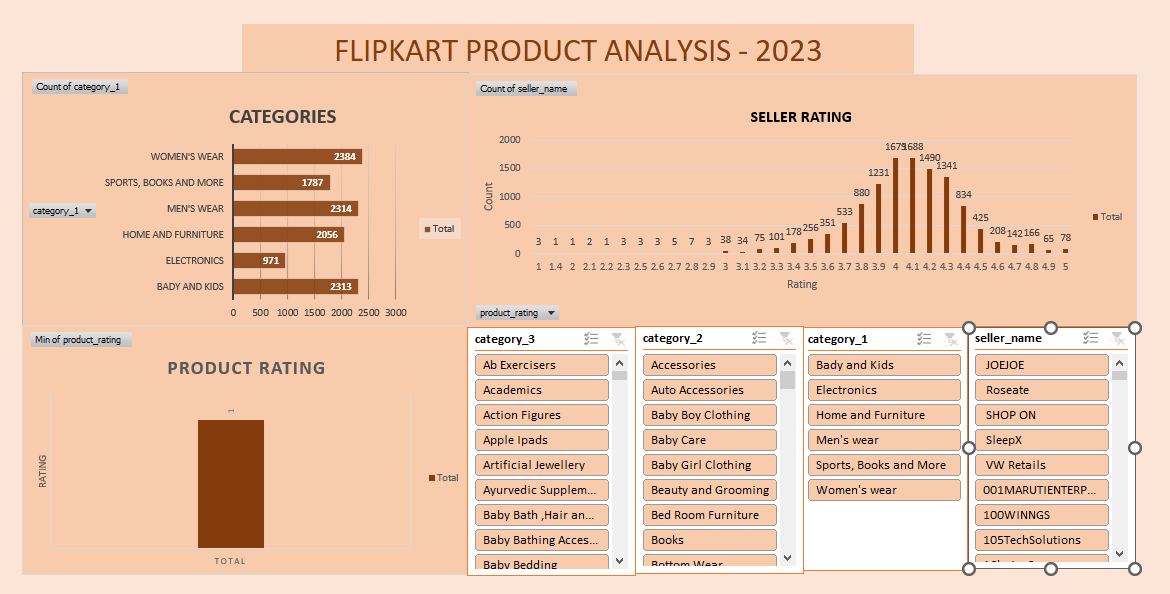 FLIPKART PRODUCT ANALYSIS - 2023
Count of category_1
CATEGORIES
WOMEN'S WEAR 2384
SPORTS, BOOKS AND MORE 1787
category_1
MEN'S WEAR 2314
HOME AND FURNITURE 2056
ELECTRONICS 971
BADY AND KIDS 2313
0 500 1000 1500 2000 2500 3000
Total
Count of seller_name
SELLER RATING
Count
2000
1500
1000
500
0
3 1 1 2 1 3 3 3 5 7 3 38 34 75 101 178 256 351 533 880 1231 1679 1688 1490 1341 834 425 208 142 166 65 78
1 1.4 2 2.1 2.2 2.3 2.5 2.6 2.7 2.8 2.9 3 3.1 3.2 3.3 3.4 3.5 3.6 3.7 3.8 3.9 4 4.1 4.2 4.3 4.4 4.5 4.6 4.7 4.8 4.9 5
Rating
Total
product_rating
Min of product_rating
PRODUCT RATING
RATING
1
TOTAL
Total
category_3
Ab Exercisers
Academics
Action Figures
Apple Ipads
Artificial Jewellery
Ayurvedic Supplem...
Baby Bath ,Hair an...
Baby Bathing Acces...
Baby Bedding
category_2
Accessories
Auto Accessories
Baby Boy Clothing
Baby Care
Baby Girl Clothing
Beauty and Grooming
Bed Room Furniture
Books
Bottom Wear
category_1
Bady and Kids
Electronics
Home and Furniture
Men's wear
Sports, Books and More
Women's wear
seller_name
JOEJOE
Roseate
SHOP ON
SleepX
VW Retails
001MARUTIENTERP...
100WINNGS
105TechSolutions